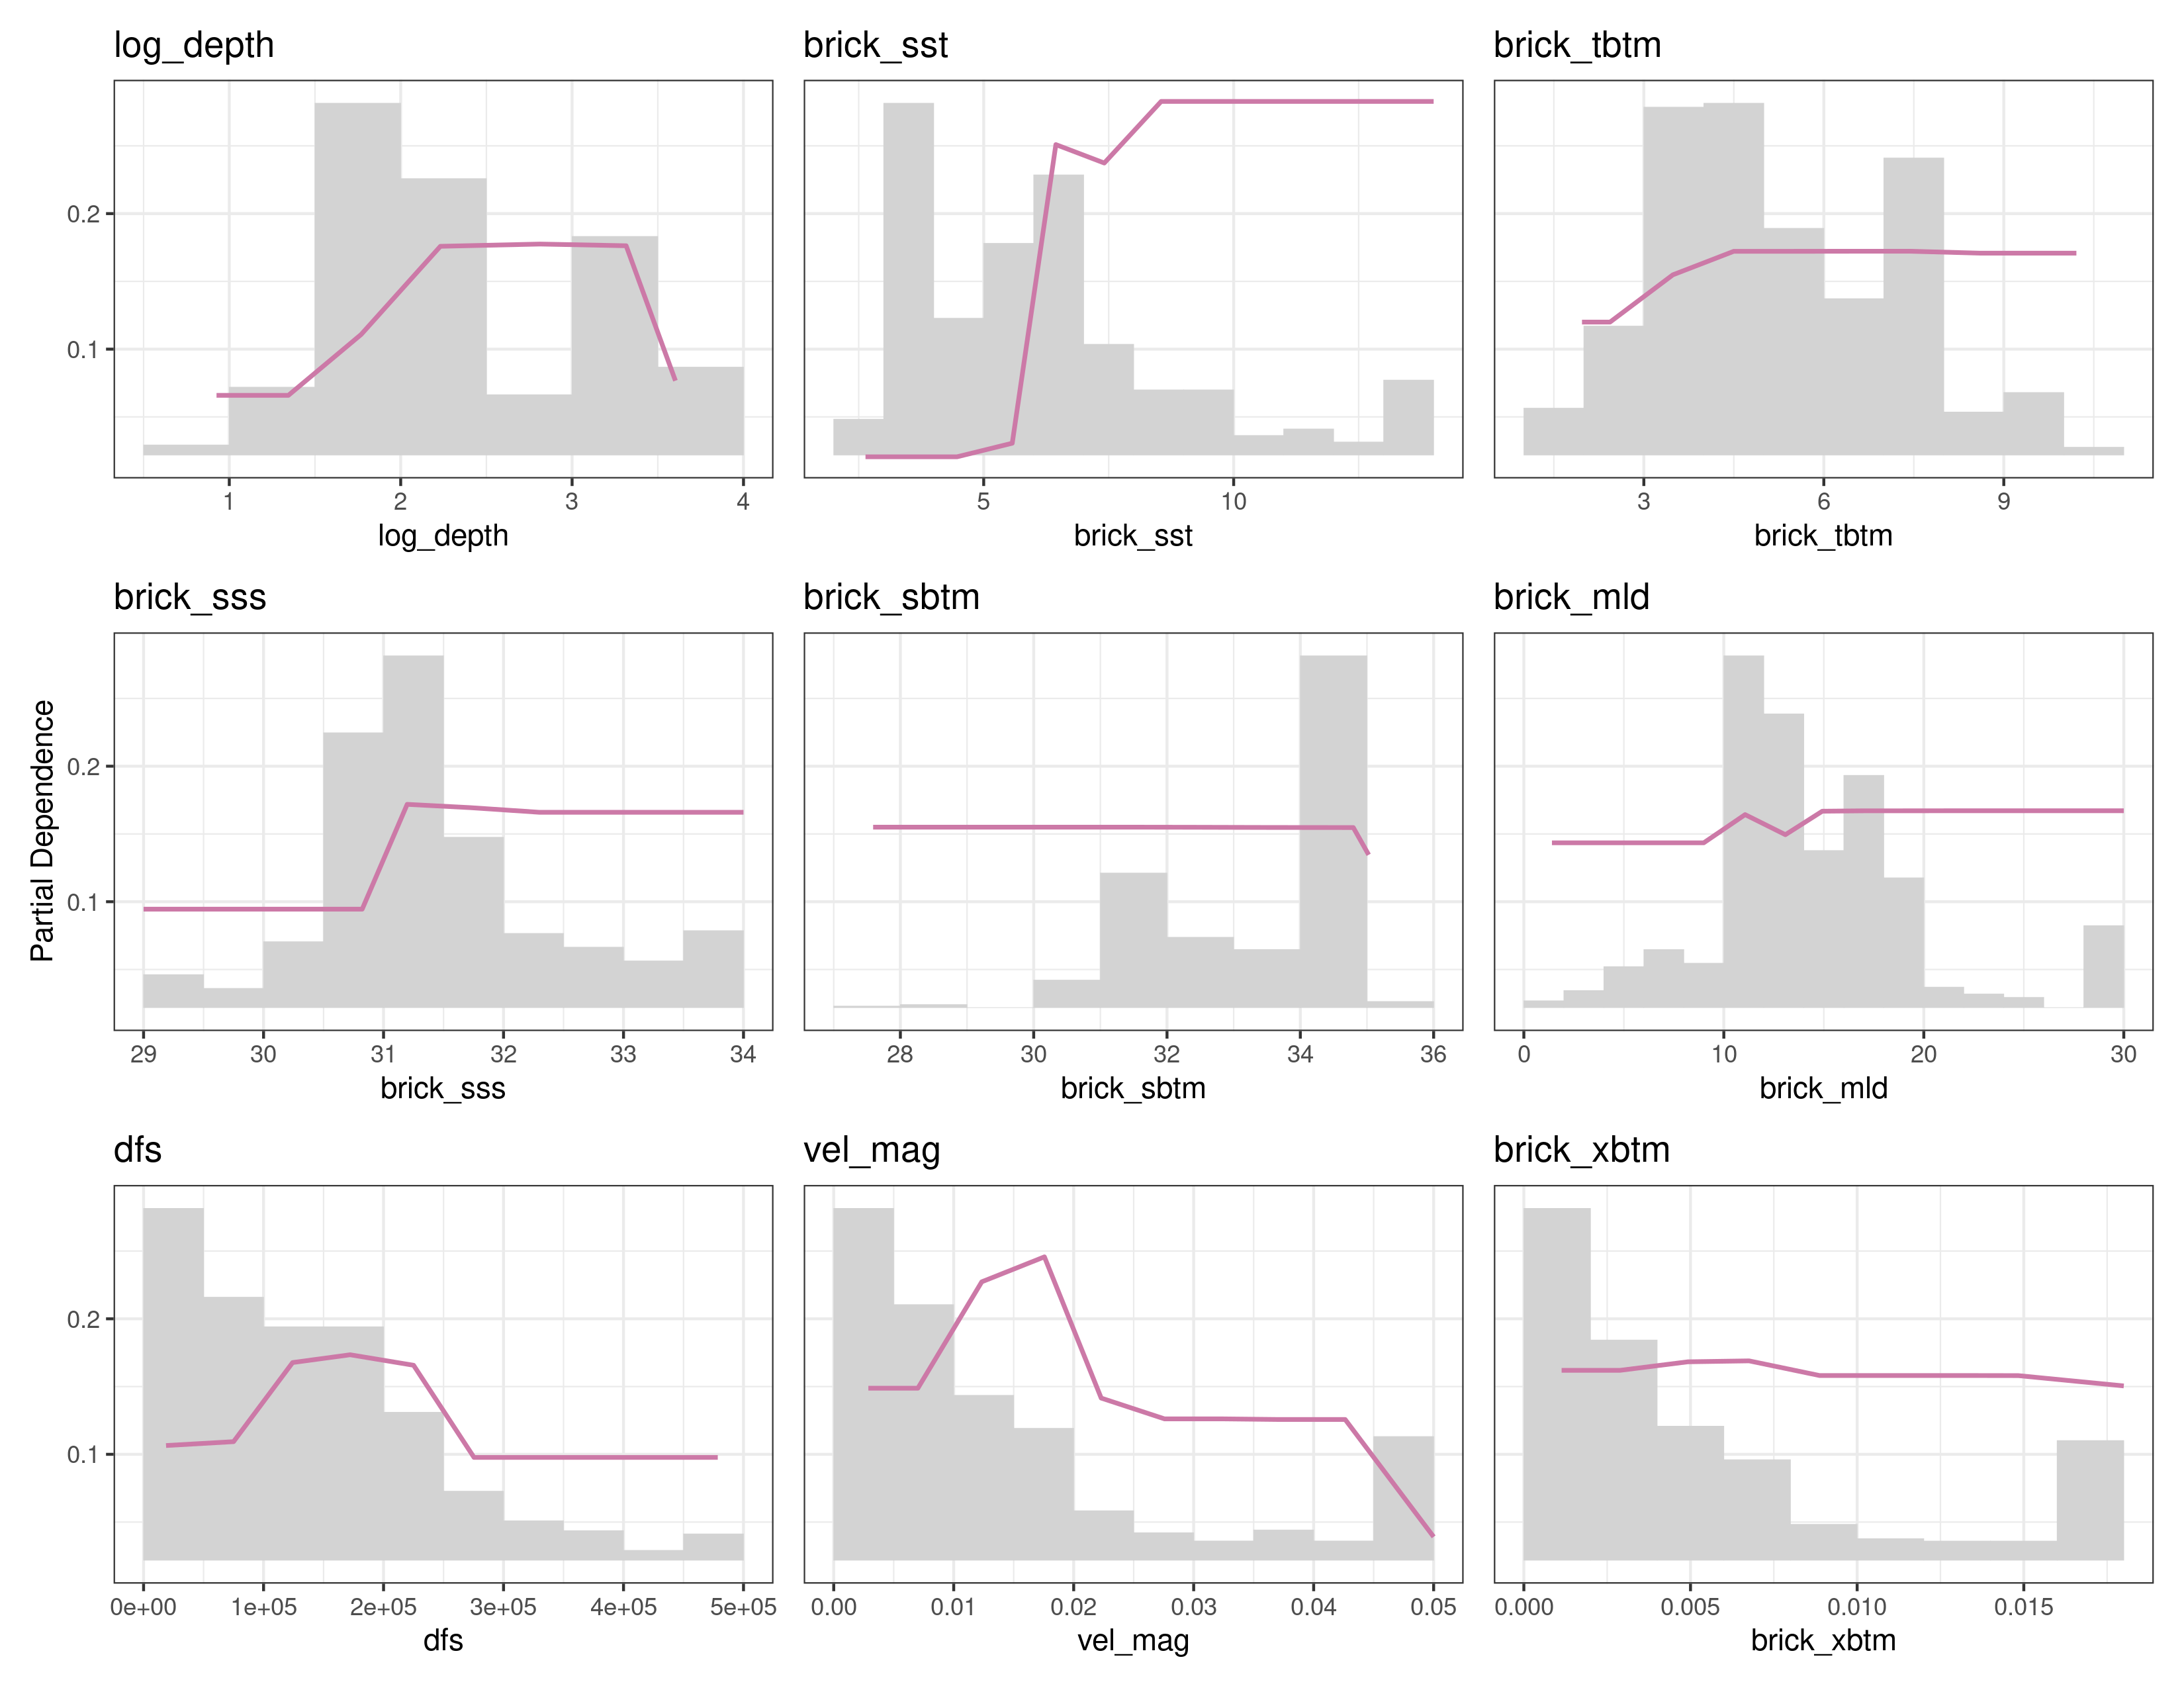 log_depth brick_sst brick_tbtm
0.2
0.1
1 2 3 4 5 10 3 6 9
log_depth brick_sst brick_tbtm
brick_sss brick_sbtm brick_mld
Partial Dependence
0.2
0.1
29 30 31 32 33 34 28 30 32 34 36 0 10 20 30
brick_sss brick_sbtm brick_mld
dfs vel_mag brick_xbtm
0.2
0.1
0e+00 1e+05 2e+05 3e+05 4e+05 5e+05 0.00 0.01 0.02 0.03 0.04 0.05 0.000 0.005 0.010 0.015
dfs vel_mag brick_xbtm